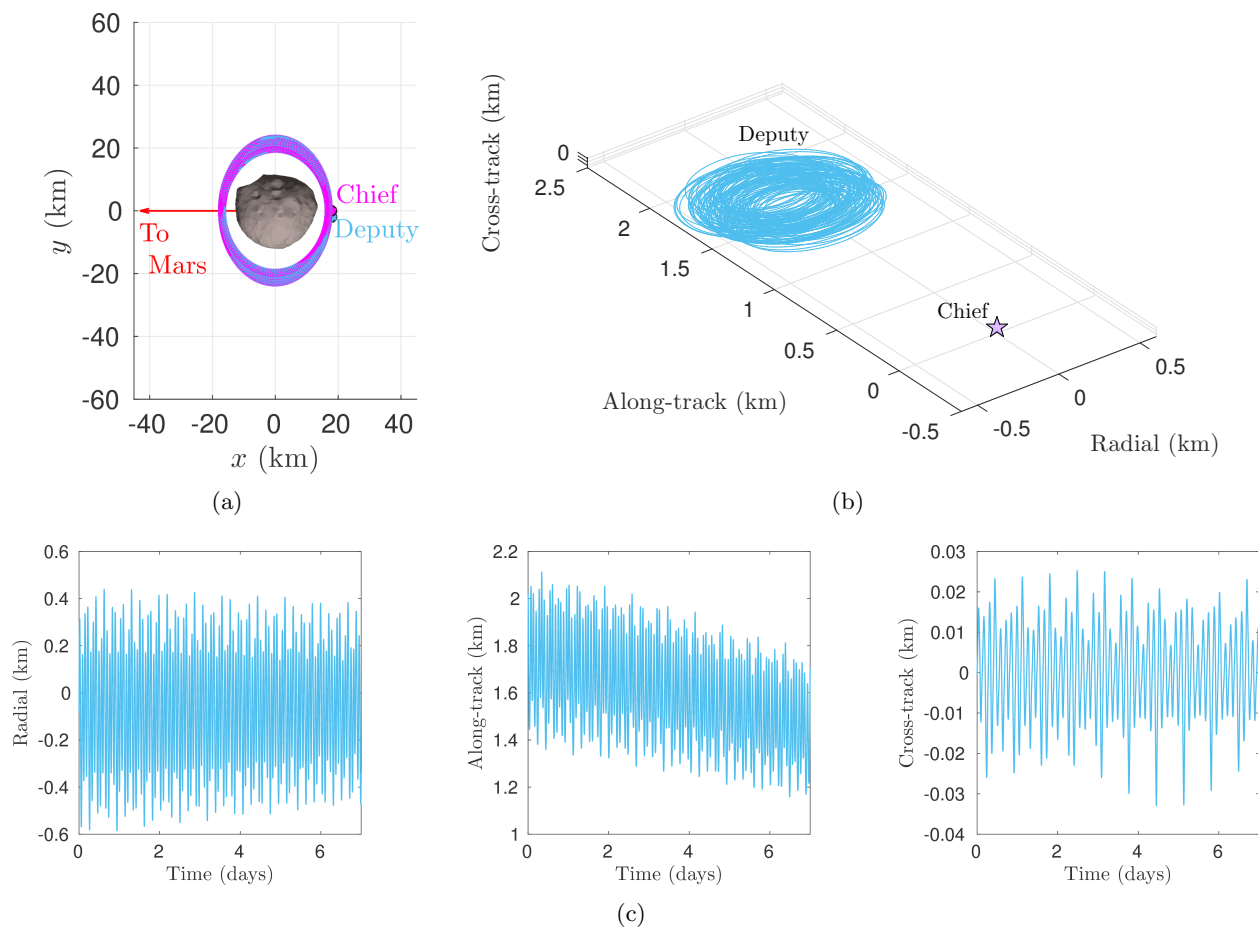 60
40
20
0
-20
-40
-60
y (km)
-40 -20 0 20 40
x (km)
Chief
Deputy
To
Mars
(a)
Cross-track (km)
0
2.5
2
1.5
1
0.5
0
-0.5
Along-track (km)
-0.5
0
0.5
Radial (km)
Deputy
Chief
(b)
0.6
0.4
0.2
0
-0.2
-0.4
-0.6
Radial (km)
0 2 4 6
Time (days)
2.2
2
1.8
1.6
1.4
1.2
1
Along-track (km)
0 2 4 6
Time (days)
0.03
0.02
0.01
0
-0.01
-0.02
-0.03
-0.04
Cross-track (km)
0 2 4 6
Time (days)
(c)